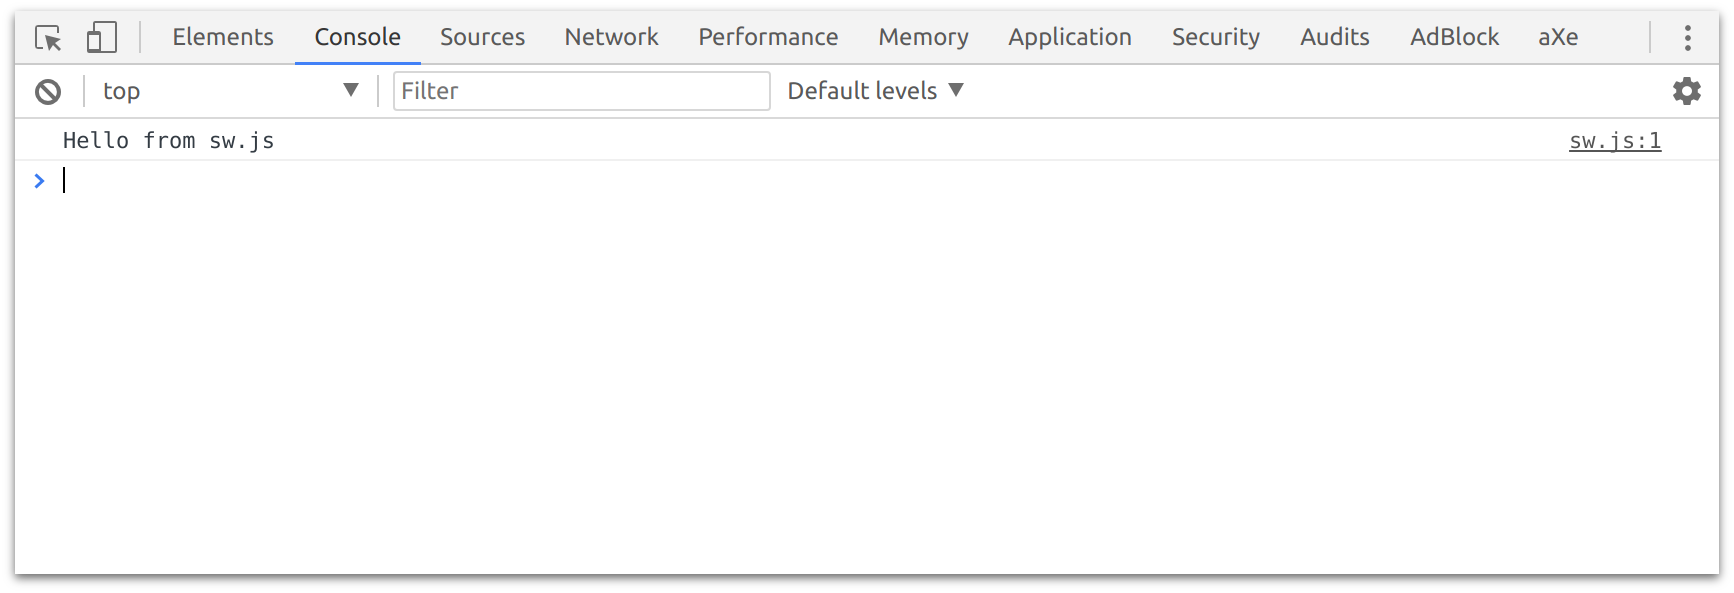 Elements Console Sources Network Performance Memory Application Security Audits AdBlock aXe
top Filter Default levels
Hello from sw.js sw.js:1